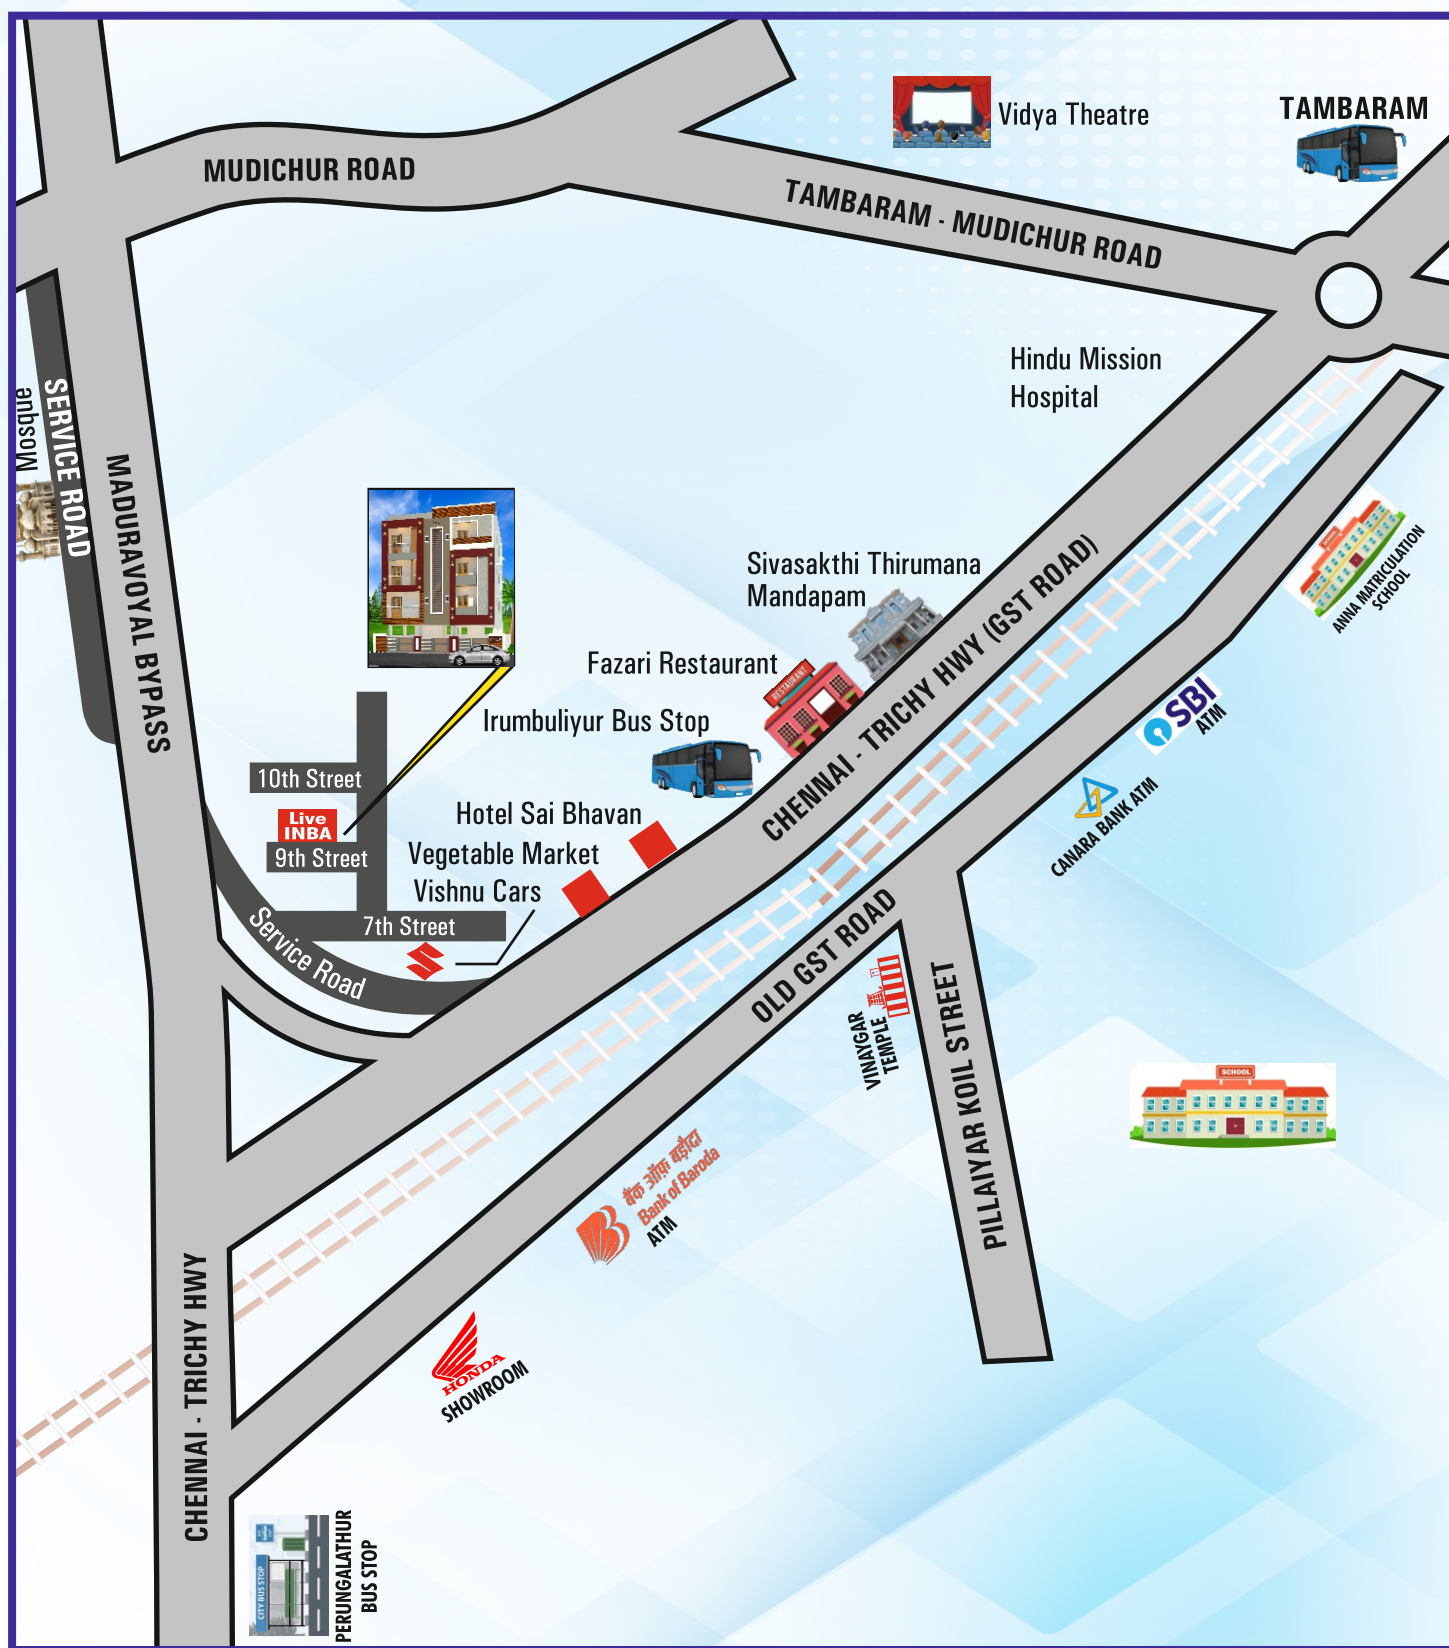 TAMBARAM
Vidya Theatre
MUDICHUR ROAD
TAMBARAM - MUDICHUR ROAD
Hindu Mission
Hospital
SERVICE ROAD
Mosque
MADURAVOYAL BYPASS
ANNA MATRICULATION
SCHOOL
Sivasakthi Thirumana
Mandapam
CHENNAI - TRICHY HWY (GST ROAD)
Fazari Restaurant
RESTAURANT
Irumbuliyur Bus Stop
SBI
ATM
10th Street
Live
INBA
9th Street
Hotel Sai Bhavan
Vegetable Market
Vishnu Cars
CANARA BANK ATM
7th Street
Service Road
OLD GST ROAD
VINAYGAR
TEMPLE
PILLAIYAR KOIL STREET
SCHOOL
बैंक ऑफ़ बड़ौदा
Bank of Baroda
ATM
HONDA
SHOWROOM
CHENNAI - TRICHY HWY
CITY BUS STOP
PERUNGALATHUR
BUS STOP